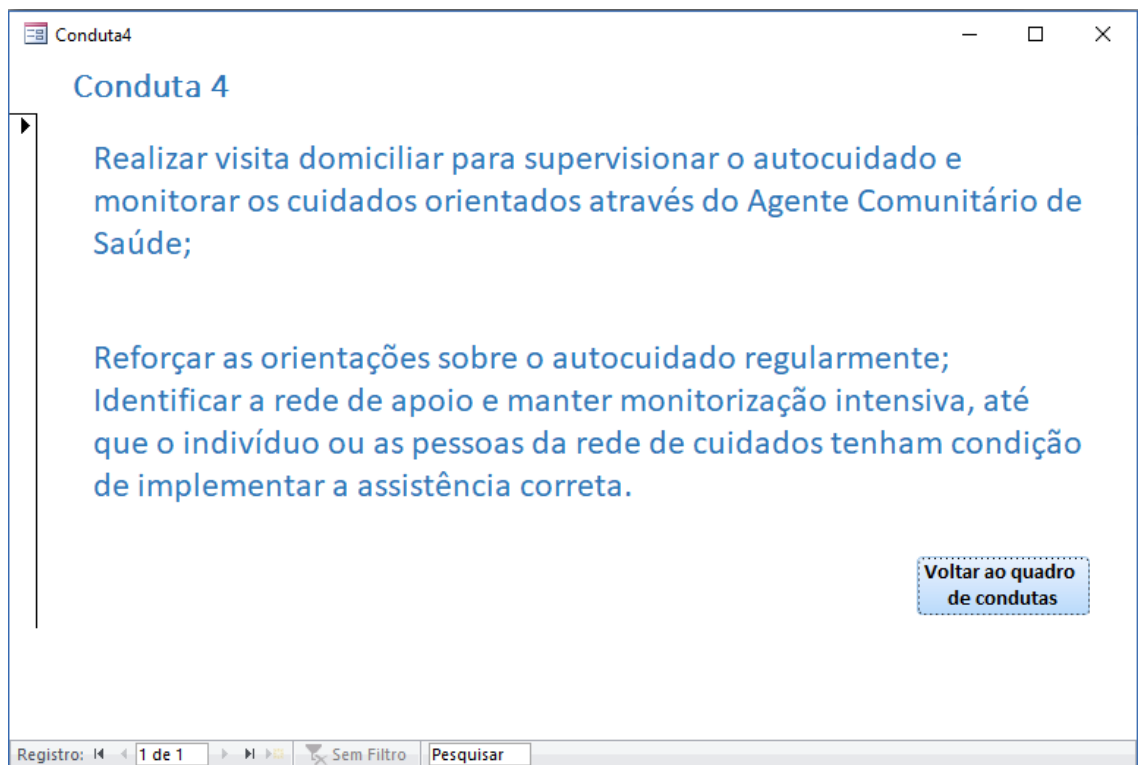 Conduta4
Conduta 4
Realizar visita domiciliar para supervisionar o autocuidado e
monitorar os cuidados orientados através do Agente Comunitário de
Saúde;
Reforçar as orientações sobre o autocuidado regularmente;
Identificar a rede de apoio e manter monitorização intensiva, até
que o indivíduo ou as pessoas da rede de cuidados tenham condição
de implementar a assistência correta.
Voltar ao quadro
de condutas
Registro: 1 de 1 Sem Filtro Pesquisar